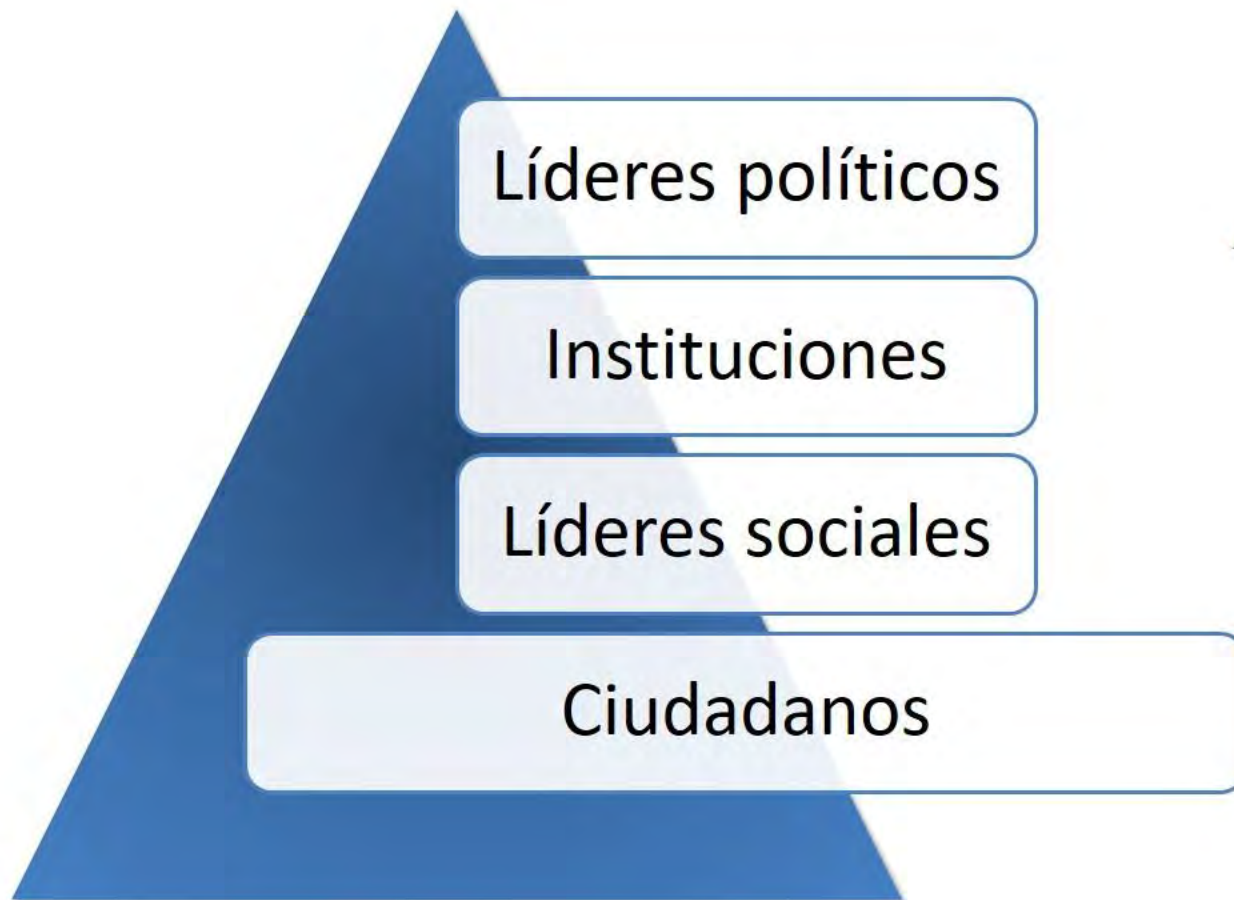 Líderes políticos
Instituciones
Líderes sociales
Ciudadanos